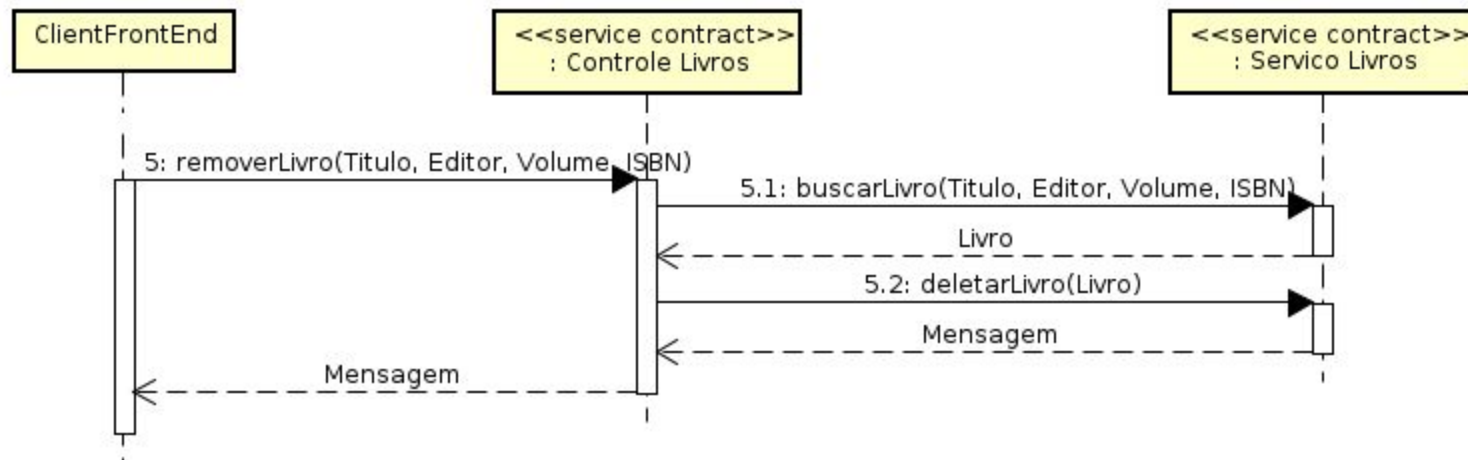 ClientFrontEnd
<<service contract>>
: Controle Livros
<<service contract>>
: Servico Livros
5: removerLivro(Titulo, Editor, Volume, ISBN)
5.1: buscarLivro(Titulo, Editor, Volume, ISBN)
Livro
5.2: deletarLivro(Livro)
Mensagem
Mensagem